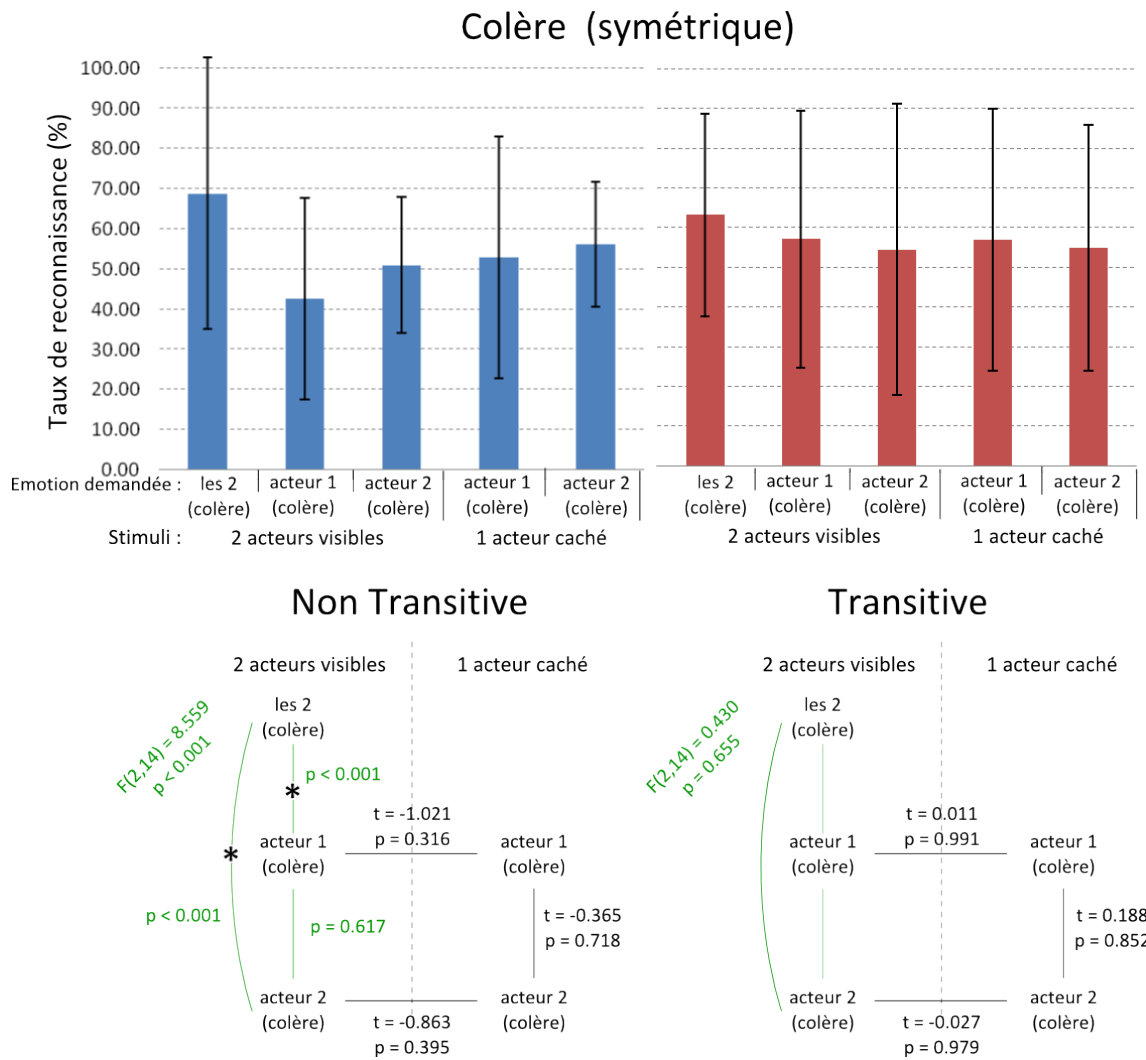 Colère (symétrique)
Taux de reconnaissance (%)
100.00
90.00
80.00
70.00
60.00
50.00
40.00
30.00
20.00
10.00
0.00
Emotion demandée : les 2 acteur 1 acteur 2 acteur 1 acteur 2 les 2 acteur 1 acteur 2 acteur 1 acteur 2
(colère) (colère) (colère) (colère) (colère) (colère) (colère) (colère) (colère) (colère)
Stimuli : 2 acteurs visibles 1 acteur caché 2 acteurs visibles 1 acteur caché
Non Transitive
2 acteurs visibles 1 acteur caché
les 2
(colère)
F(2,14) = 8.559
p < 0.001
p < 0.001
*
t = -1.021
p = 0.316
acteur 1 acteur 1
(colère) (colère)
*
p < 0.001
p = 0.617
t = -0.365
p = 0.718
acteur 2 acteur 2
(colère) (colère)
t = -0.863
p = 0.395
Transitive
2 acteurs visibles 1 acteur caché
les 2
(colère)
F(2,14) = 0.430
p = 0.655
t = 0.011
p = 0.991
acteur 1 acteur 1
(colère) (colère)
t = 0.188
p = 0.852
acteur 2 acteur 2
(colère) (colère)
t = -0.027
p = 0.979